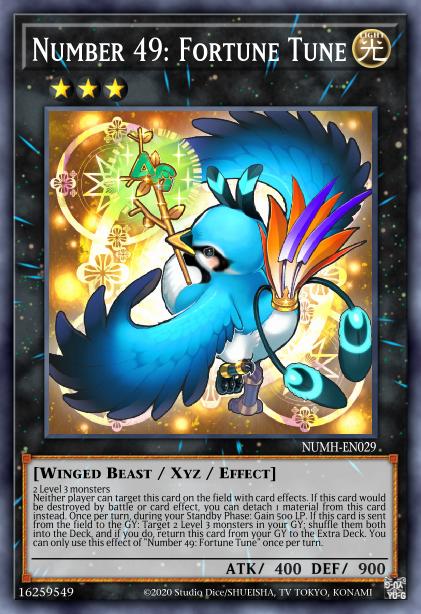 NUMBER 49: FORTUNE TUNE
LIGHT
光
49
NUMH-EN029
[WINGED BEAST / XYZ / EFFECT]
2 Level 3 monsters
Neither player can target this card on the field with card effects. If this card would
be destroyed by battle or card effect, you can detach 1 material from this card
instead. Once per turn, during your Standby Phase: Gain 500 LP. If this card is sent
from the field to the GY: Target 2 Level 3 monsters in your GY; shuffle them both
into the Deck, and if you do, return this card from your GY to the Extra Deck. You
can only use this effect of "Number 49: Fortune Tune" once per turn.
ATK/ 400 DEF/ 900
16259549
©2020 Studio Dice/SHUEISHA, TV TOKYO, KONAMI